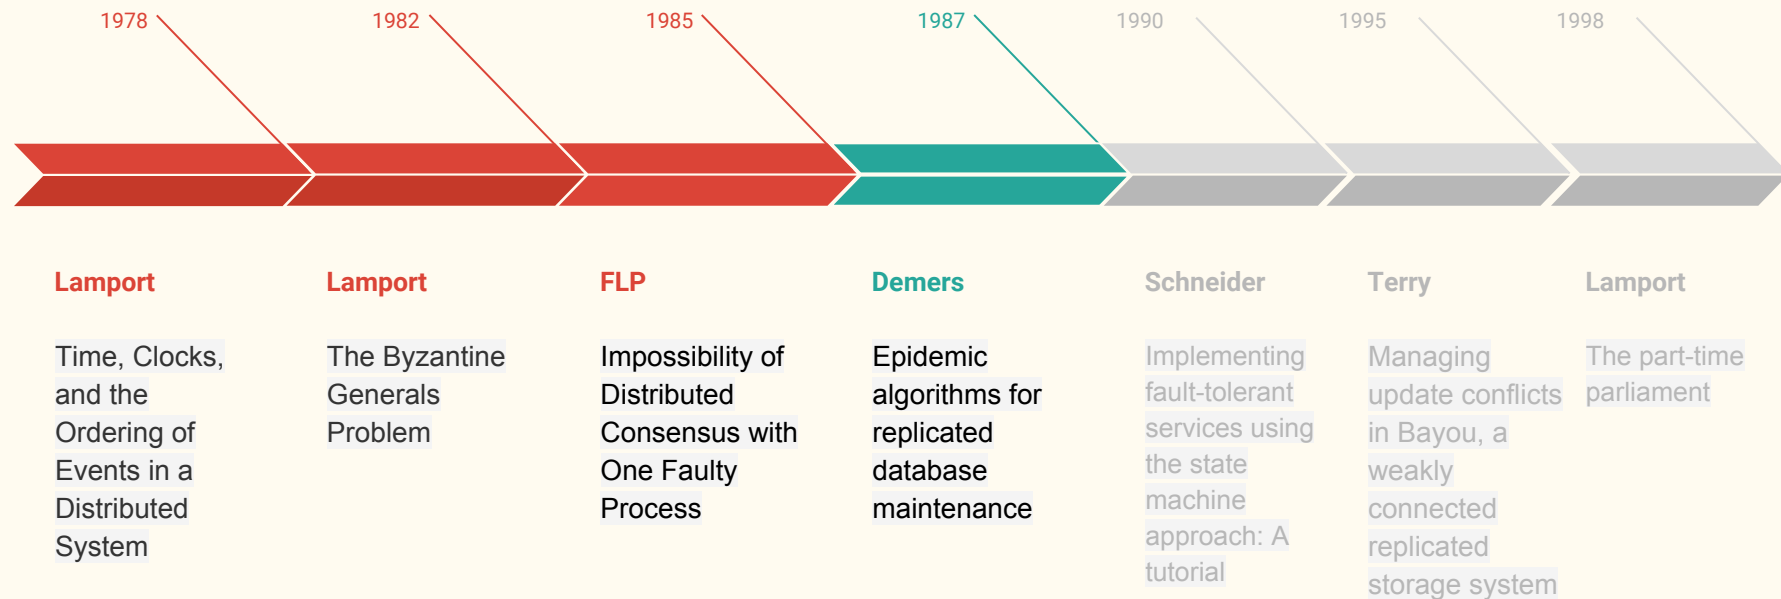 1978
1982
1985
1987
1990
1995
1998
Lamport
Time, Clocks,
and the
Ordering of
Events in a
Distributed
System
Lamport
The Byzantine
Generals
Problem
FLP
Impossibility of
Distributed
Consensus with
One Faulty
Process
Demers
Epidemic
algorithms for
replicated
database
maintenance
Schneider
Implementing
fault-tolerant
services using
the state
machine
approach: A
tutorial
Terry
Managing
update conflicts
in Bayou, a
weakly
connected
replicated
storage system
Lamport
The part-time
parliament